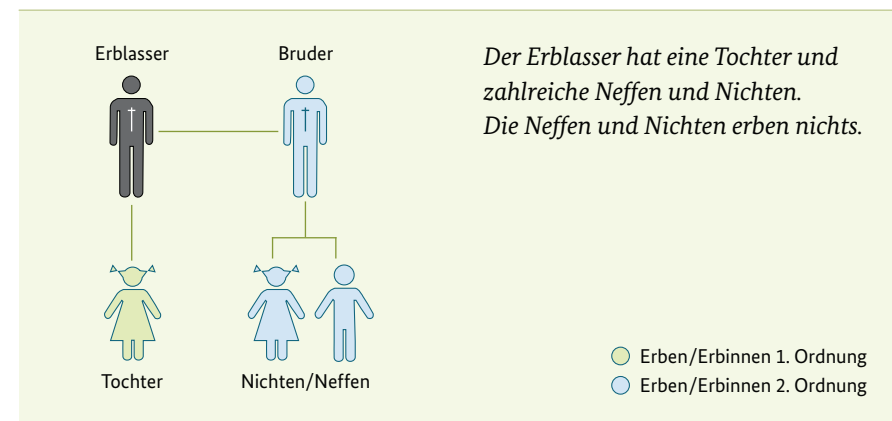 Erblasser
Bruder
Der Erblasser hat eine Tochter und
zahlreiche Neffen und Nichten.
Die Neffen und Nichten erben nichts.
Tochter
Nichten/Neffen
Erben/Erbinnen 1. Ordnung
Erben/Erbinnen 2. Ordnung